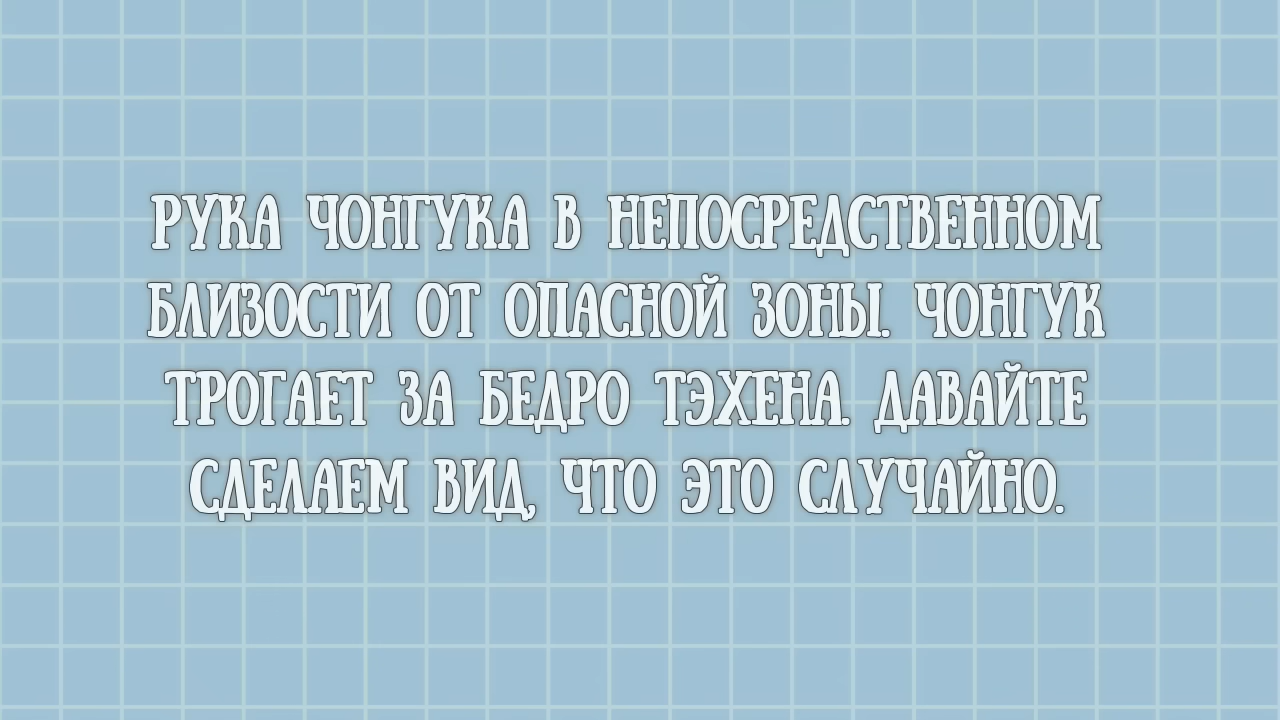 РУКА ЧОНГУКА В НЕПОСРЕДСТВЕННОМ
БЛИЗОСТИ ОТ ОПАСНОЙ ЗОНЫ. ЧОНГУК
ТРОГАЕТ ЗА БЕДРО ТЭХЕНА. ДАВАЙТЕ
СДЕЛАЕМ ВИД, ЧТО ЭТО СЛУЧАЙНО.